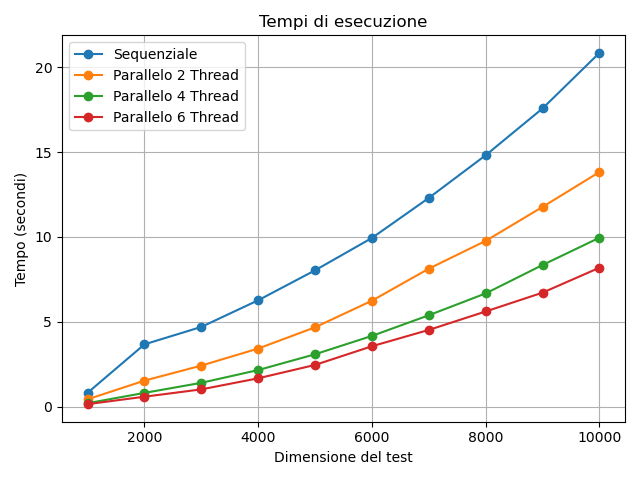 Tempi di esecuzione
Sequenziale
Parallelo 2 Thread
Parallelo 4 Thread
Parallelo 6 Thread
Tempo (secondi)
20
15
10
5
0
2000 4000 6000 8000 10000
Dimensione del test